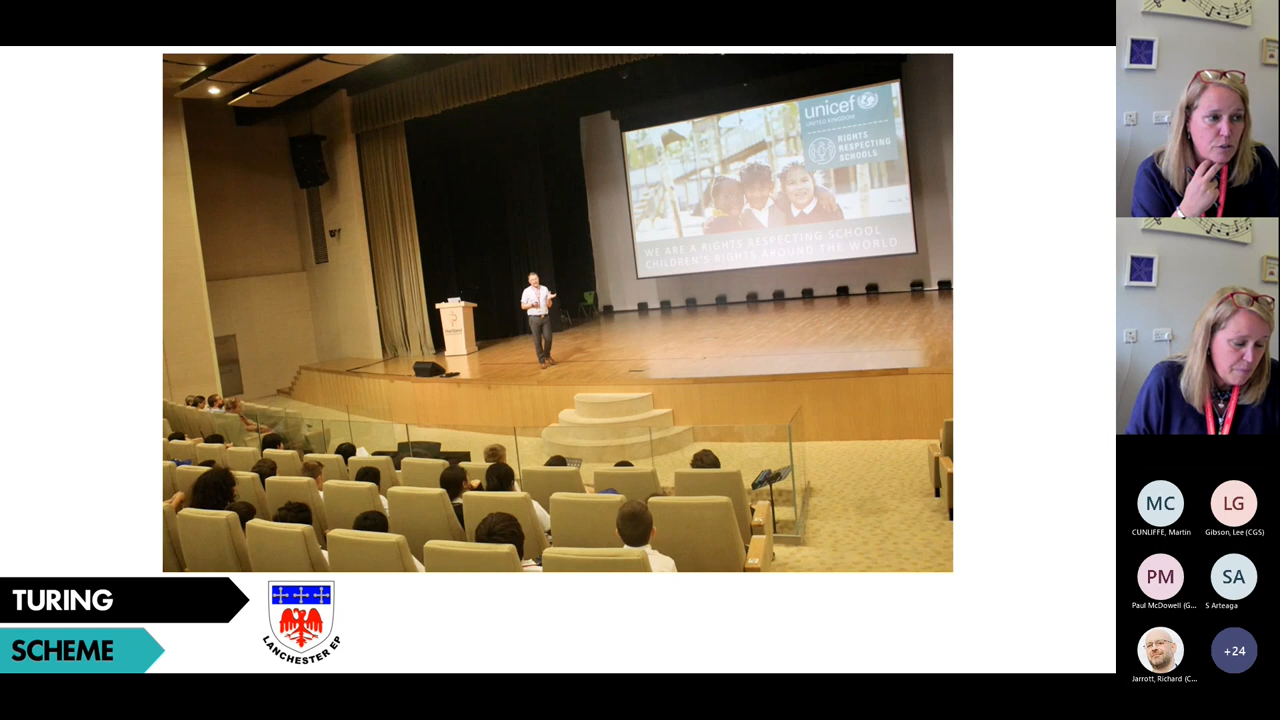 unicef
UNITED KINGDOM
RIGHTS
RESPECTING
SCHOOLS
WE ARE A RIGHTS RESPECTING SCHOOL
CHILDREN'S RIGHTS AROUND THE WORLD
TURING
SCHEME
LANCHESTER EP
MC
LG
CUNLIFFE, Martin
Gibson, Lee (CGS)
PM
SA
Paul McDowell (G...
S Arteaga
+24
Jarrott, Richard (C...